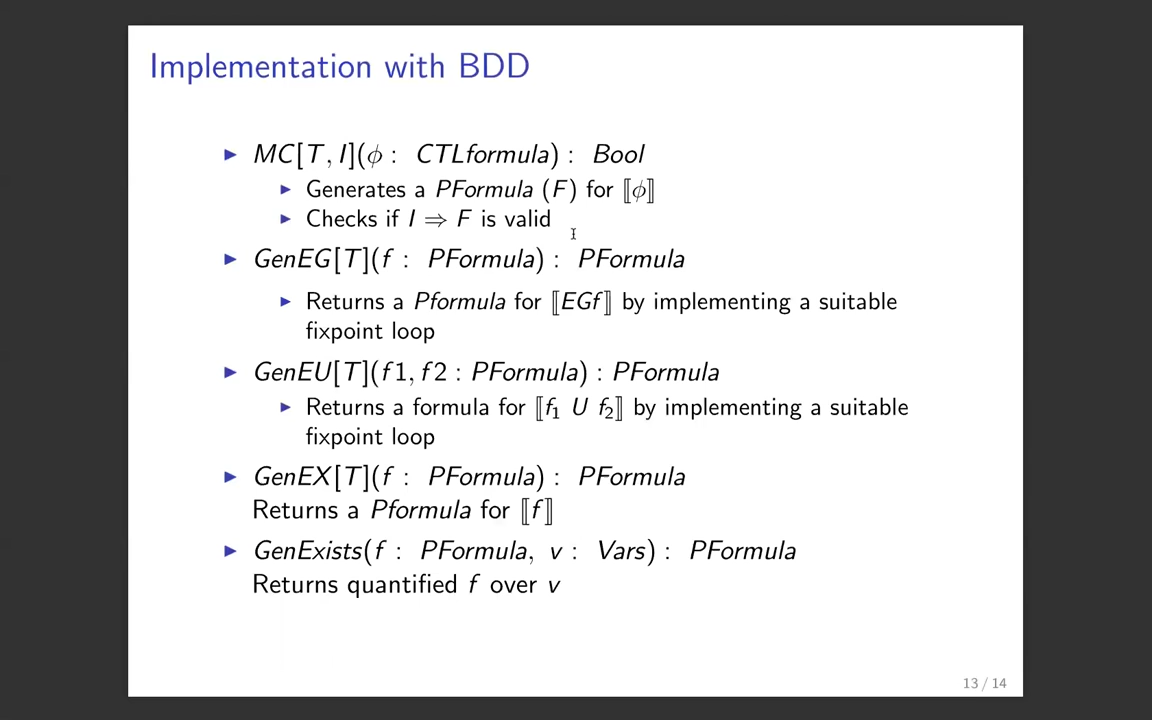 Implementation with BDD
▶ MC[T, I](ϕ : CTLformula) : Bool
▶ Generates a PFormula (F) for ⟦ϕ⟧
▶ Checks if I ⇒ F is valid
▶ GenEG[T](f : PFormula) : PFormula
▶ Returns a Pformula for ⟦EGf⟧ by implementing a suitable
fixpoint loop
▶ GenEU[T](f1, f2 : PFormula) : PFormula
▶ Returns a formula for ⟦f₁ U f₂⟧ by implementing a suitable
fixpoint loop
▶ GenEX[T](f : PFormula) : PFormula
Returns a Pformula for ⟦f⟧
▶ GenExists(f : PFormula, v : Vars) : PFormula
Returns quantified f over v
13 / 14